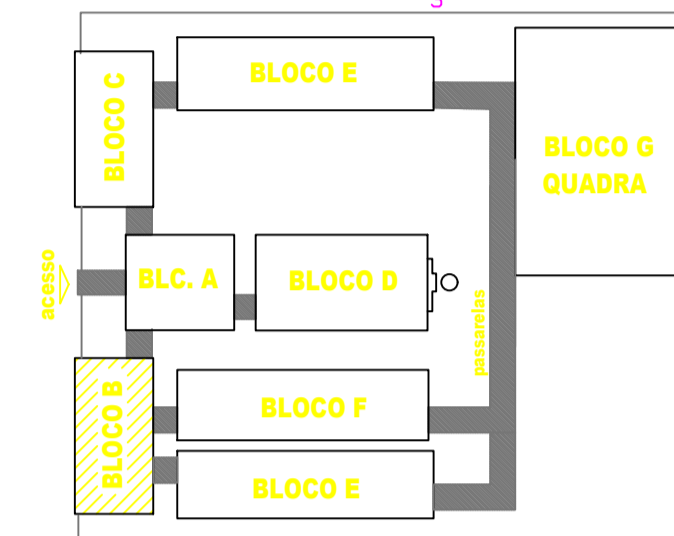 BLOCO E
BLOCO C
BLOCO G
QUADRA
acesso
BLC. A
BLOCO D
passarelas
BLOCO B
BLOCO F
BLOCO E